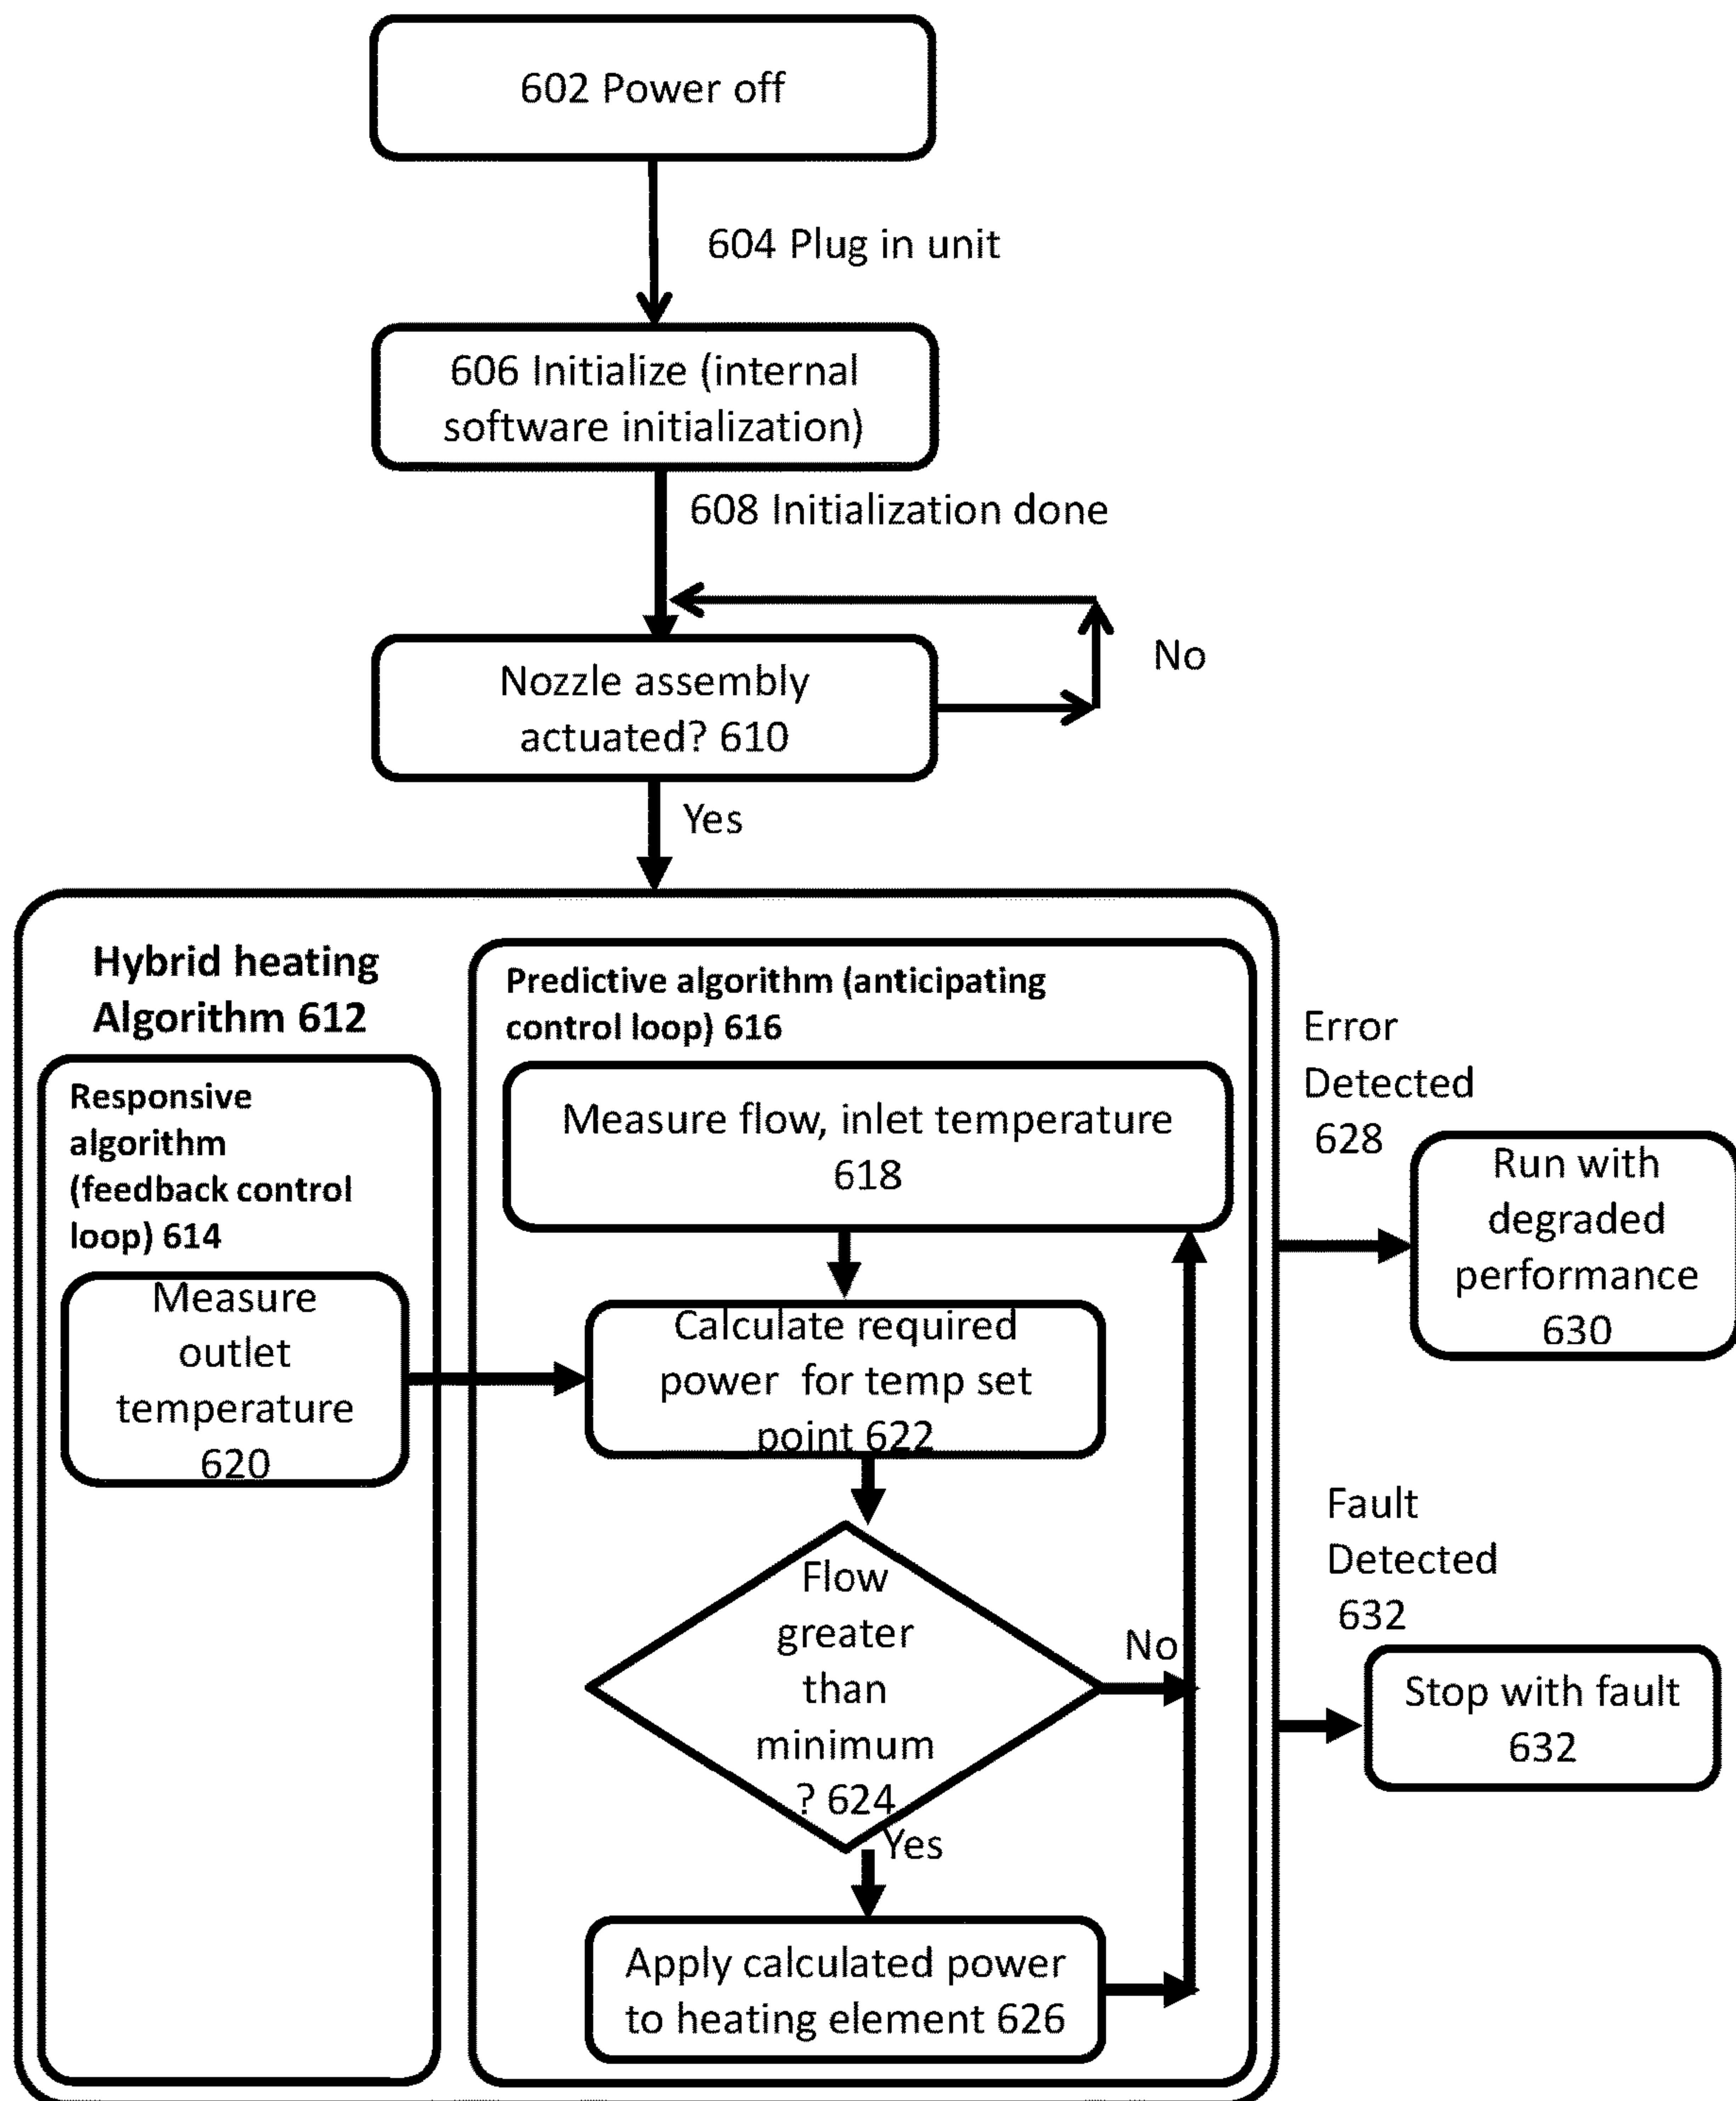 602 Power off
604 Plug in unit
606 Initialize (internal
software initialization)
608 Initialization done
No
Nozzle assembly
actuated? 610
Yes
Hybrid heating
Algorithm 612
Predictive algorithm (anticipating
control loop) 616
Responsive
algorithm
(feedback control
loop) 614
Measure flow, inlet temperature
618
Measure
outlet
temperature
620
Calculate required
power for temp set
point 622
Flow
greater
than
minimum
? 624
No
Yes
Apply calculated power
to heating element 626
Error
Detected
628
Run with
degraded
performance
630
Fault
Detected
632
Stop with fault
632